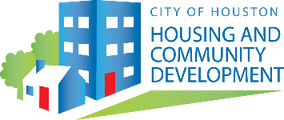 CITY OF HOUSTON
HOUSING AND
COMMUNITY
DEVELOPMENT